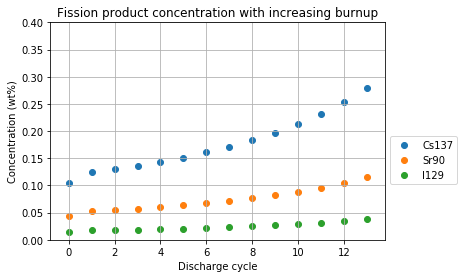 Fission product concentration with increasing burnup
0.40
0.35
0.30
0.25
0.20
0.15
0.10
0.05
0.00
Concentration (wt%)
0 2 4 6 8 10 12
Discharge cycle
Cs137
Sr90
I129